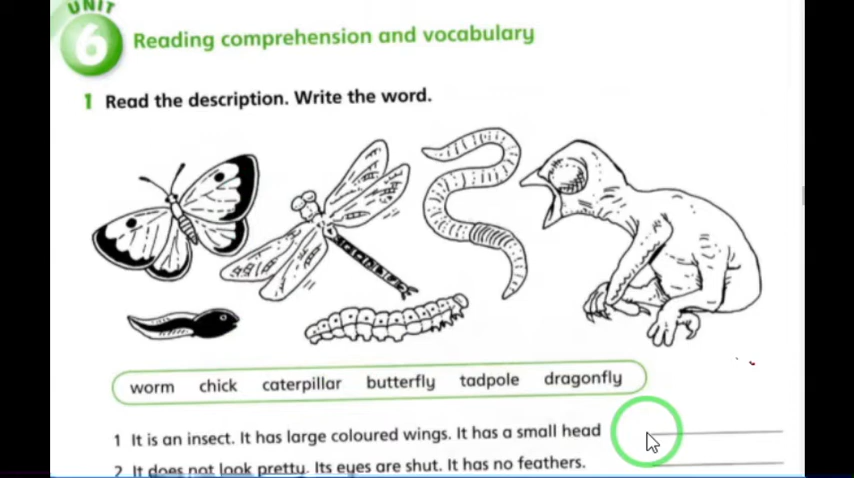 UNIT
6
Reading comprehension and vocabulary
1 Read the description. Write the word.
worm chick caterpillar butterfly tadpole dragonfly
1 It is an insect. It has large coloured wings. It has a small head
2 It does not look pretty. Its eyes are shut. It has no feathers.